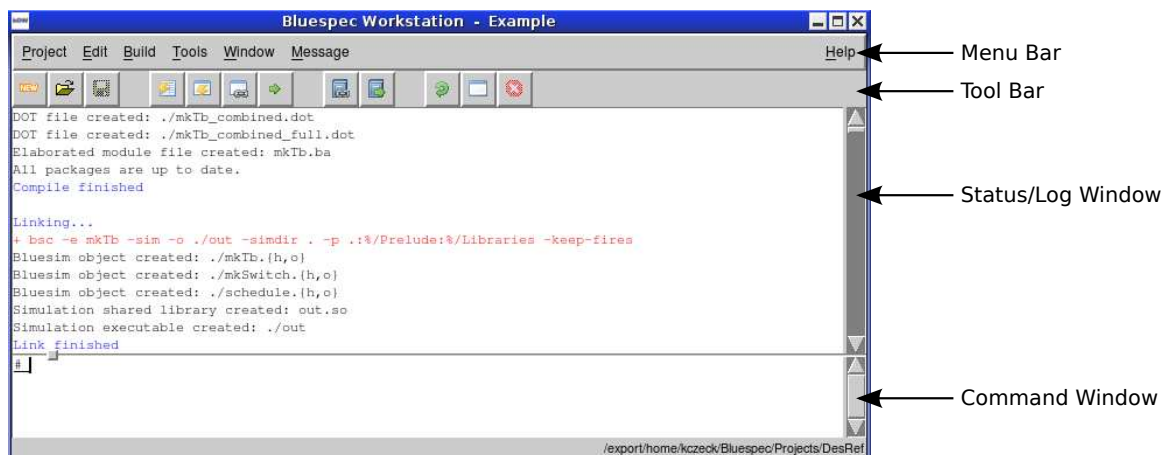 Bluespec Workstation - Example
Project Edit Build Tools Window Message Help
Menu Bar
Tool Bar
DOT file created: ./mkTb_combined.dot
DOT file created: ./mkTb_combined_full.dot
Elaborated module file created: mkTb.ba
All packages are up to date.
Compile finished
Status/Log Window
Linking...
+ bsc -e mkTb -sim -o ./out -simdir . -p .:%/Prelude:%/Libraries -keep-fires
Bluesim object created: ./mkTb.{h,o}
Bluesim object created: ./mkSwitch.{h,o}
Bluesim object created: ./schedule.{h,o}
Simulation shared library created: out.so
Simulation executable created: ./out
Link finished
#
Command Window
/export/home/kczeck/Bluespec/Projects/DesRef